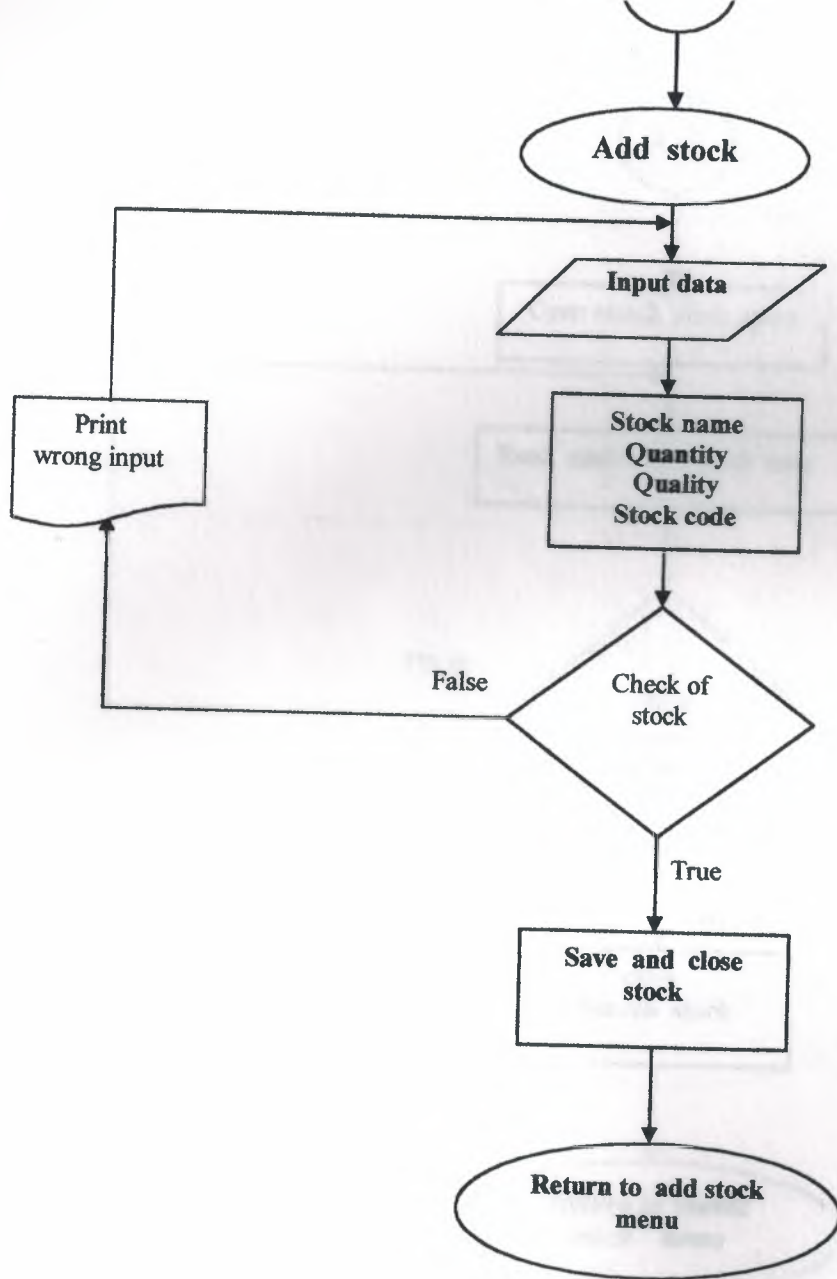 Add stock
Input data
Stock name
Quantity
Quality
Stock code
Print
wrong input
False
Check of
stock
True
Save and close
stock
Return to add stock
menu